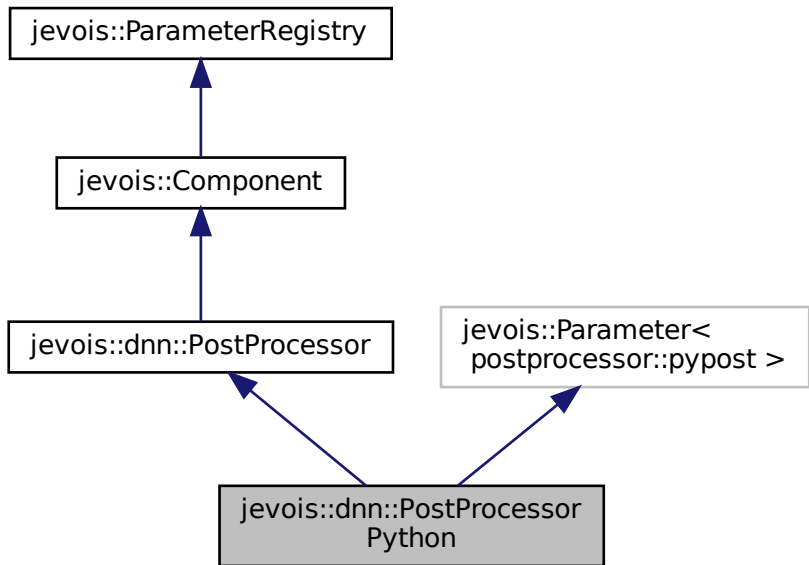 jevois::ParameterRegistry
jevois::Component
jevois::dnn::PostProcessor
jevois::Parameter<
postprocessor::pypost >
jevois::dnn::PostProcessor
Python